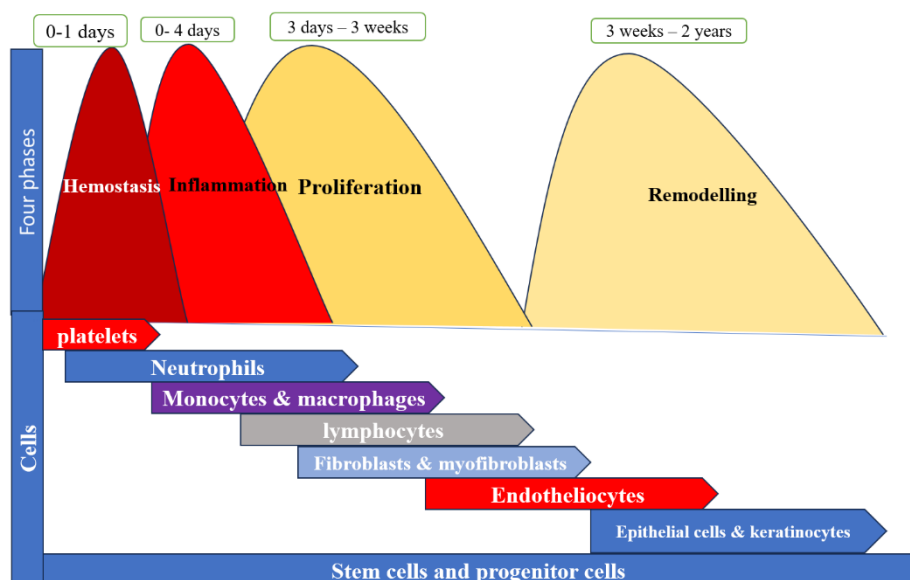 0-1 days
0- 4 days
3 days – 3 weeks
3 weeks – 2 years
Four phases
Hemostasis
Inflammation
Proliferation
Remodelling
Cells
platelets
Neutrophils
Monocytes & macrophages
lymphocytes
Fibroblasts & myofibroblasts
Endotheliocytes
Epithelial cells & keratinocytes
Stem cells and progenitor cells